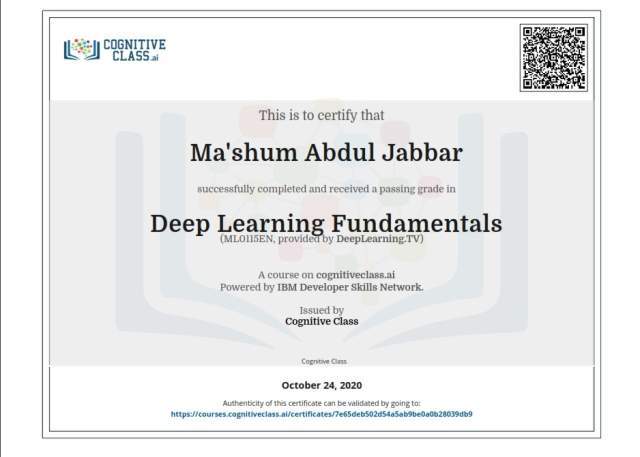 COGNITIVE
CLASS.ai
This is to certify that
Ma'shum Abdul Jabbar
successfully completed and received a passing grade in
Deep Learning Fundamentals
(ML0115EN, provided by DeepLearning.TV)
A course on cognitiveclass.ai
Powered by IBM Developer Skills Network.
Issued by
Cognitive Class
Cognitive Class
October 24, 2020
Authenticity of this certificate can be validated by going to:
https://courses.cognitiveclass.ai/certificates/7e65deb502d54a5ab9be0a0b28039db9